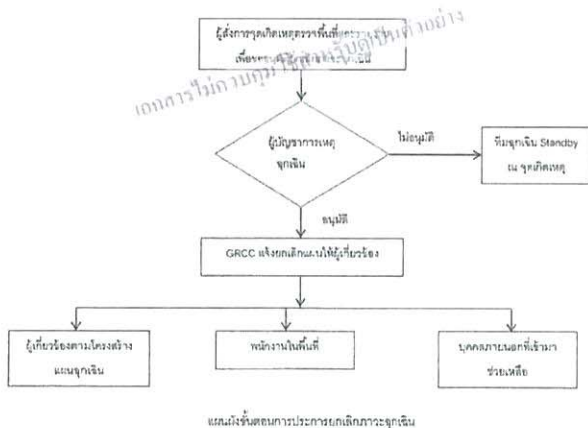 ผู้สั่งการจุดเกิดเหตุตรวจพื้นที่
เพื่อ
เอกสารไม่ควบคุมใช้สำหรับดูเป็นตัวอย่าง
ผู้บัญชาการเหตุ
ฉุกเฉิน
ไม่อนุมัติ
ทีมฉุกเฉิน Standby
ณ จุดเกิดเหตุ
อนุมัติ
GRCC แจ้งยกเลิกแผนให้ผู้เกี่ยวข้อง
ผู้เกี่ยวข้องตามโครงสร้าง
แผนฉุกเฉิน
พนักงานในพื้นที่
บุคคลภายนอกที่เข้ามา
ช่วยเหลือ
แผนผังขั้นตอนการประการยกเลิกภาวะฉุกเฉิน